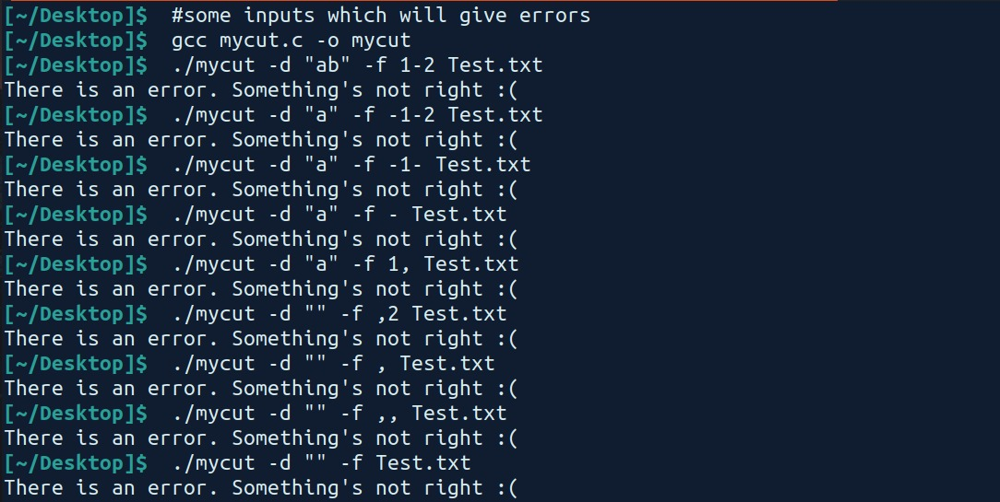 [~/Desktop]$ #some inputs which will give errors
[~/Desktop]$ gcc mycut.c -o mycut
[~/Desktop]$ ./mycut -d "ab" -f 1-2 Test.txt
There is an error. Something's not right :(
[~/Desktop]$ ./mycut -d "a" -f -1-2 Test.txt
There is an error. Something's not right :(
[~/Desktop]$ ./mycut -d "a" -f -1- Test.txt
There is an error. Something's not right :(
[~/Desktop]$ ./mycut -d "a" -f - Test.txt
There is an error. Something's not right :(
[~/Desktop]$ ./mycut -d "a" -f 1, Test.txt
There is an error. Something's not right :(
[~/Desktop]$ ./mycut -d "" -f ,2 Test.txt
There is an error. Something's not right :(
[~/Desktop]$ ./mycut -d "" -f , Test.txt
There is an error. Something's not right :(
[~/Desktop]$ ./mycut -d "" -f ,, Test.txt
There is an error. Something's not right :(
[~/Desktop]$ ./mycut -d "" -f Test.txt
There is an error. Something's not right :(